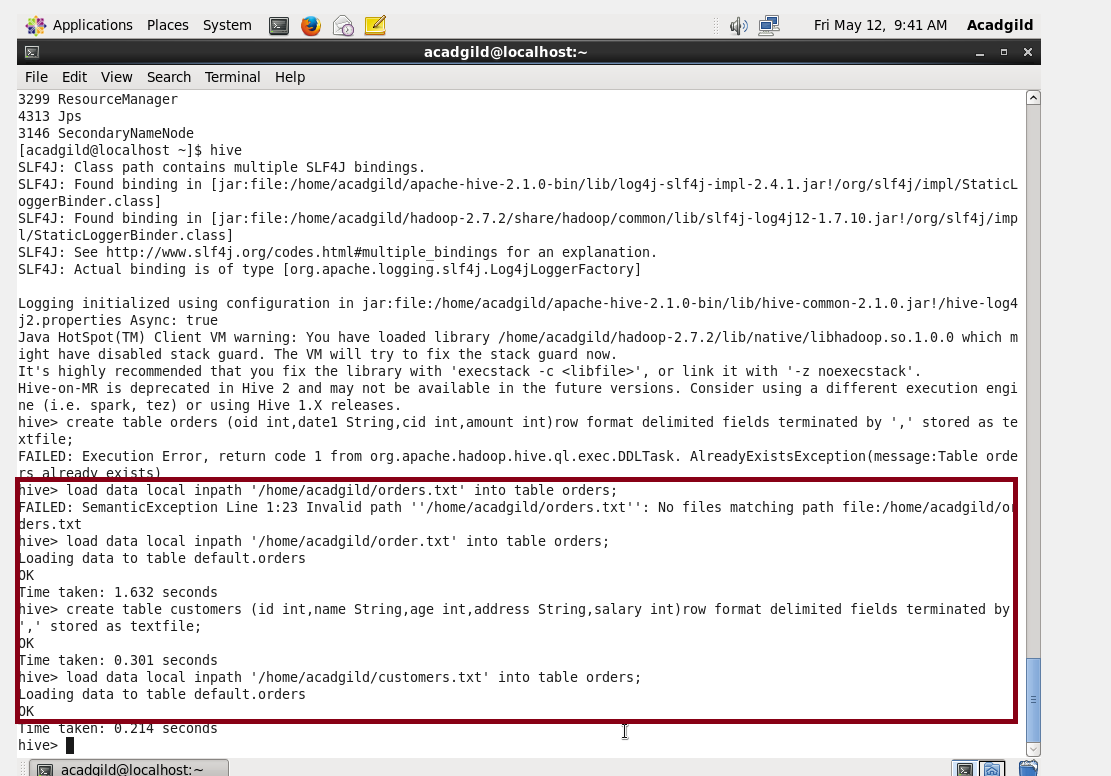 Applications Places System Fri May 12, 9:41 AM Acadgild
acadgild@localhost:~
File Edit View Search Terminal Help
3299 ResourceManager
4313 Jps
3146 SecondaryNameNode
[acadgild@localhost ~]$ hive
SLF4J: Class path contains multiple SLF4J bindings.
SLF4J: Found binding in [jar:file:/home/acadgild/apache-hive-2.1.0-bin/lib/log4j-slf4j-impl-2.4.1.jar!/org/slf4j/impl/StaticL
oggerBinder.class]
SLF4J: Found binding in [jar:file:/home/acadgild/hadoop-2.7.2/share/hadoop/common/lib/slf4j-log4j12-1.7.10.jar!/org/slf4j/imp
l/StaticLoggerBinder.class]
SLF4J: See http://www.slf4j.org/codes.html#multiple_bindings for an explanation.
SLF4J: Actual binding is of type [org.apache.logging.slf4j.Log4jLoggerFactory]
Logging initialized using configuration in jar:file:/home/acadgild/apache-hive-2.1.0-bin/lib/hive-common-2.1.0.jar!/hive-log4
j2.properties Async: true
Java HotSpot(TM) Client VM warning: You have loaded library /home/acadgild/hadoop-2.7.2/lib/native/libhadoop.so.1.0.0 which m
ight have disabled stack guard. The VM will try to fix the stack guard now.
It's highly recommended that you fix the library with 'execstack -c <libfile>', or link it with '-z noexecstack'.
Hive-on-MR is deprecated in Hive 2 and may not be available in the future versions. Consider using a different execution engi
ne (i.e. spark, tez) or using Hive 1.X releases.
hive> create table orders (oid int,date1 String,cid int,amount int)row format delimited fields terminated by ',' stored as te
xtfile;
FAILED: Execution Error, return code 1 from org.apache.hadoop.hive.ql.exec.DDLTask. AlreadyExistsException(message:Table orde
rs already exists)
hive> load data local inpath '/home/acadgild/orders.txt' into table orders;
FAILED: SemanticException Line 1:23 Invalid path ''/home/acadgild/orders.txt'': No files matching path file:/home/acadgild/or
ders.txt
hive> load data local inpath '/home/acadgild/order.txt' into table orders;
Loading data to table default.orders
OK
Time taken: 1.632 seconds
hive> create table customers (id int,name String,age int,address String,salary int)row format delimited fields terminated by
',' stored as textfile;
OK
Time taken: 0.301 seconds
hive> load data local inpath '/home/acadgild/customers.txt' into table orders;
Loading data to table default.orders
OK
Time taken: 0.214 seconds
hive>
acadgild@localhost:~